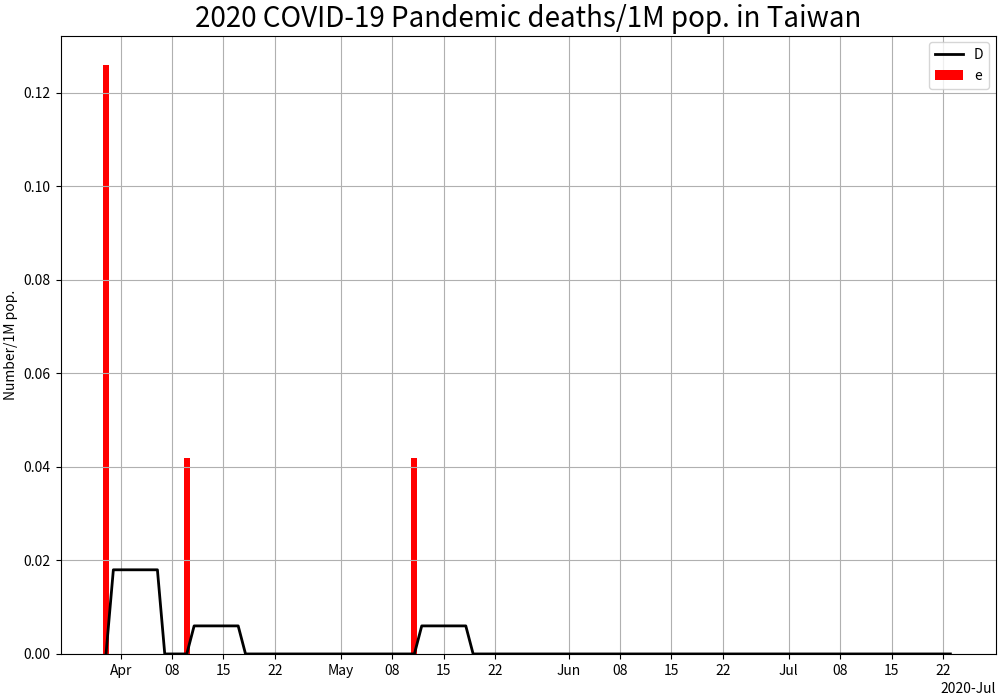 2020 COVID-19 Pandemic deaths/1M pop. in Taiwan
D
e
Number/1M pop.
0.12
0.10
0.08
0.06
0.04
0.02
0.00
Apr 08 15 22 May 08 15 22 Jun 08 15 22 Jul 08 15 22
2020-Jul